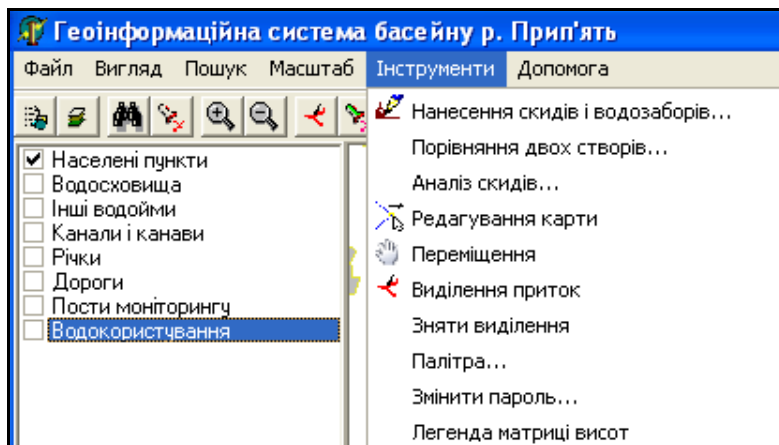 Геоінформаційна система басейну р. Прип'ять
Файл Вигляд Пошук Масштаб Інструменти Допомога
Населені пункти
Водосховища
Інші водойми
Канали і канави
Річки
Дороги
Пости моніторингу
Водокористування
Нанесення скидів і водозаборів...
Порівняння двох створів...
Аналіз скидів...
Редагування карти
Переміщення
Виділення приток
Зняти виділення
Палітра...
Змінити пароль...
Легенда матриці висот